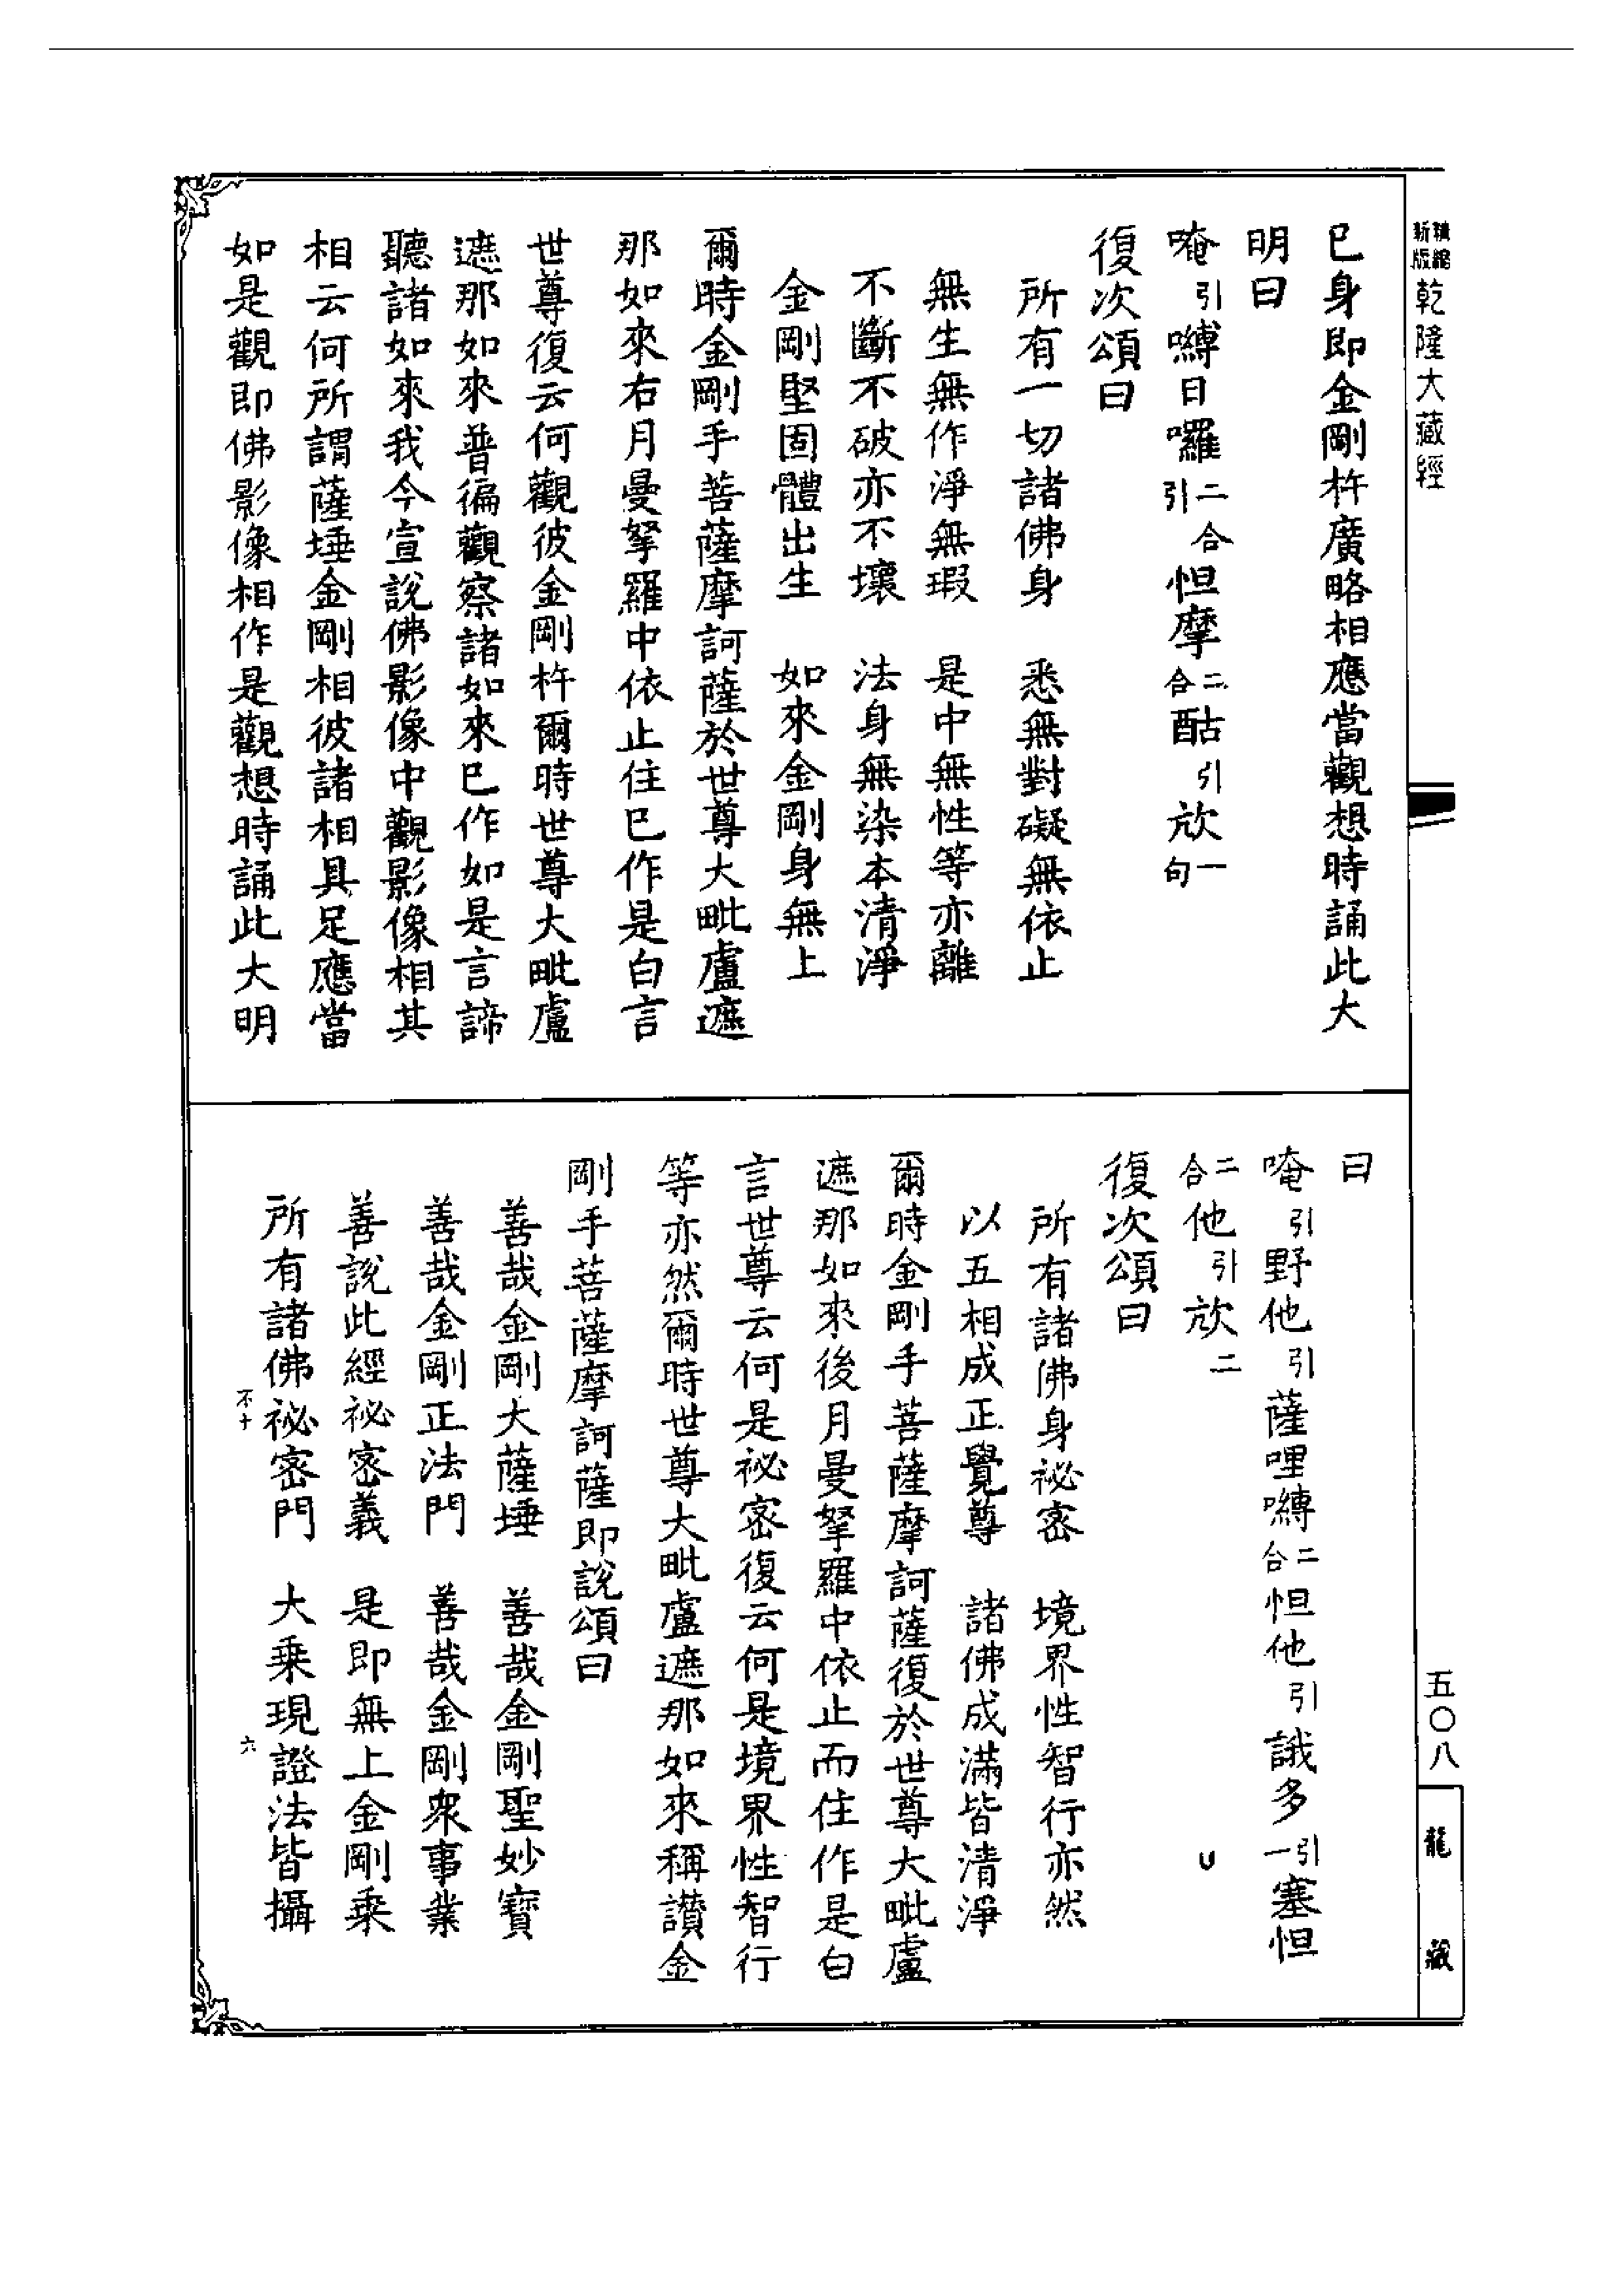 新版精縮乾隆大藏經
已身即金剛杵廣略相應當觀想時誦此大
明曰
唵引嚩日囉二合引怛摩二合酤引㰠一句
復次頌曰
所有一切諸佛身　悉無對礙無依止
無生無作淨無瑕　是中無性等亦離
不斷不破亦不壞　法身無染本清淨
金剛堅固體出生　如來金剛身無上
爾時金剛手菩薩摩訶薩於世尊大毗盧遮
那如來右月曼拏羅中依止住已作是白言
世尊復云何觀彼金剛杵爾時世尊大毗盧
遮那如來普徧觀察諸如來已作如是言諦
聽諸如來我今宣說佛影像中觀影像相其
相云何所謂薩埵金剛相彼諸相具足應當
如是觀即佛影像相作是觀想時誦此大明
曰
唵引野他引薩哩嚩二合怛他引誐多引一塞怛
二合他引㰠二
復次頌曰
所有諸佛身祕密　境界性智行亦然
以五相成正覺尊　諸佛成滿皆清淨
爾時金剛手菩薩摩訶薩復於世尊大毗盧
遮那如來後月曼拏羅中依止而住作是白
言世尊云何是祕密復云何是境界性智行
等亦然爾時世尊大毗盧遮那如來稱讚金
剛手菩薩摩訶薩即說頌曰
善哉金剛大薩埵　善哉金剛聖妙寶
善哉金剛正法門　善哉金剛衆事業
善說此經祕密義　是即無上金剛乘
所有諸佛祕密門　大乘現證法皆攝
不十
六
五〇八
龍藏